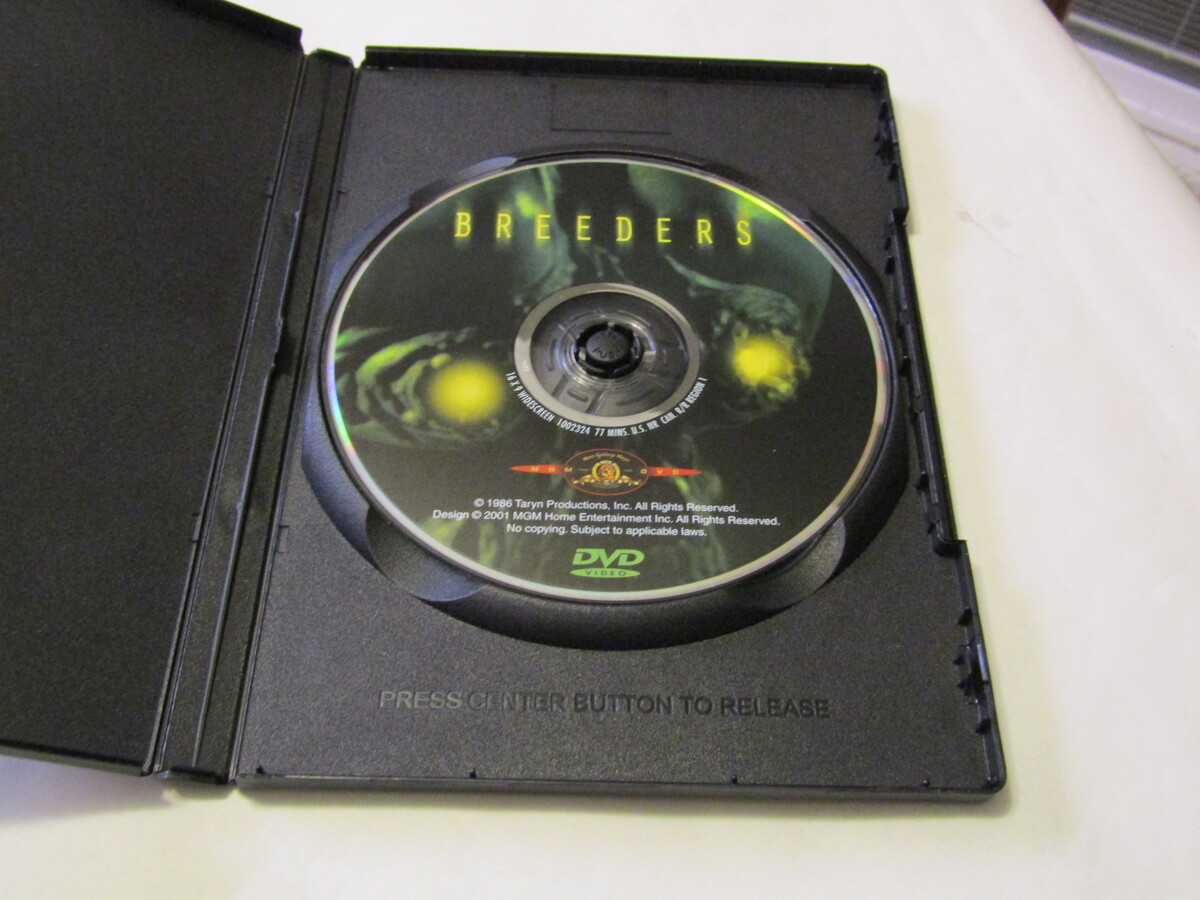 BREEDERS
PUSH
16 X 9 WIDESCREEN 1002324 77 MINS. U.S. NR CAN. R/R REGION 1
MGM DVD
© 1986 Taryn Productions, Inc. All Rights Reserved.
Design © 2001 MGM Home Entertainment Inc. All Rights Reserved.
No copying. Subject to applicable laws.
DVD
VIDEO
PRESS CENTER BUTTON TO RELEASE